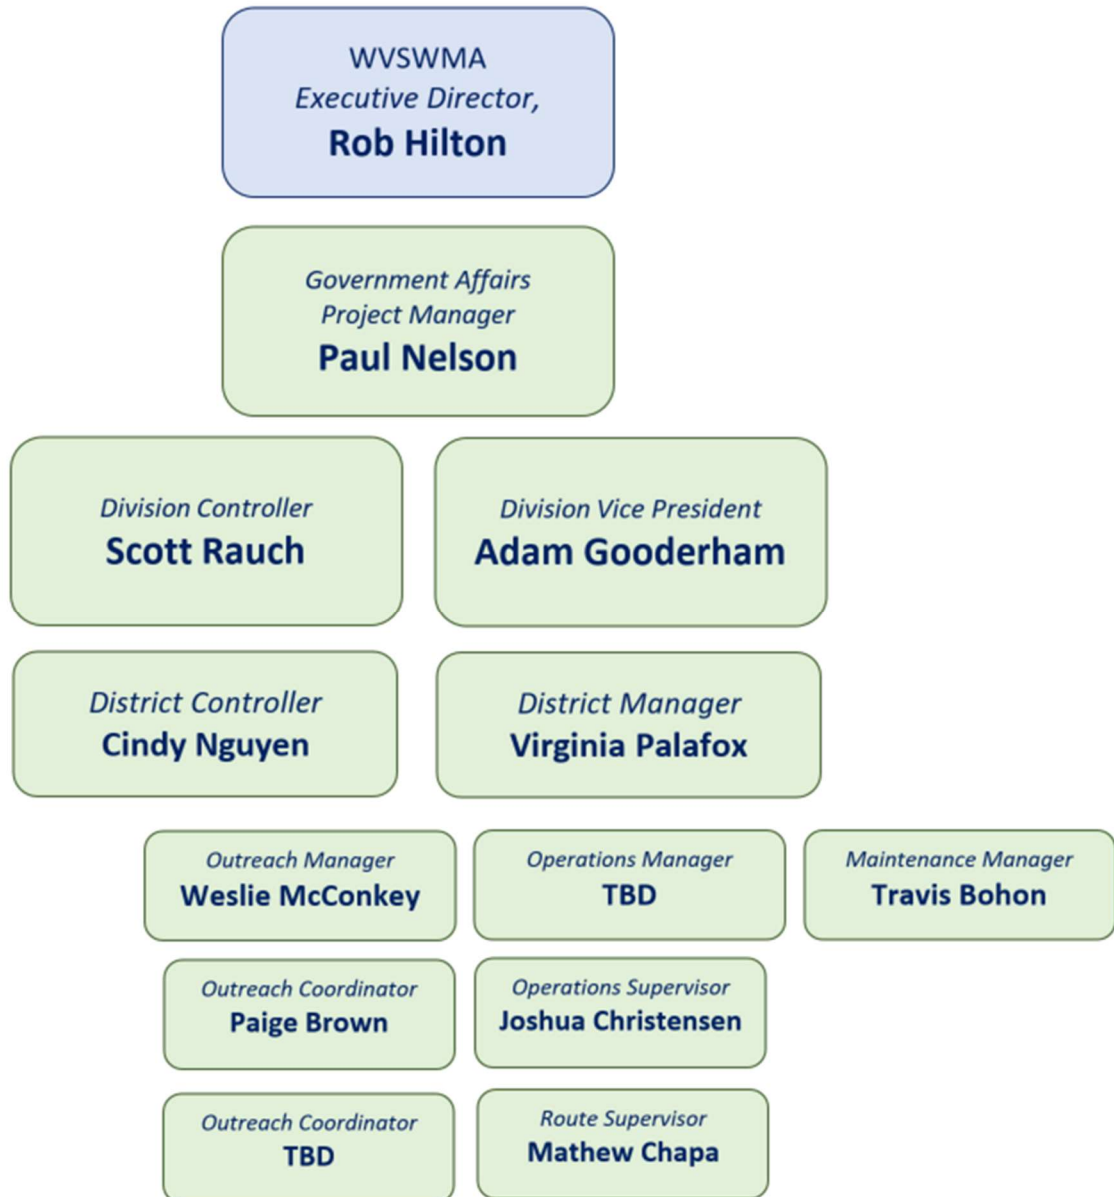 WVSWMA
Executive Director,
Rob Hilton
Government Affairs
Project Manager
Paul Nelson
Division Controller
Scott Rauch
Division Vice President
Adam Gooderham
District Controller
Cindy Nguyen
District Manager
Virginia Palafox
Outreach Manager
Weslie McConkey
Operations Manager
TBD
Maintenance Manager
Travis Bohon
Outreach Coordinator
Paige Brown
Operations Supervisor
Joshua Christensen
Outreach Coordinator
TBD
Route Supervisor
Mathew Chapa